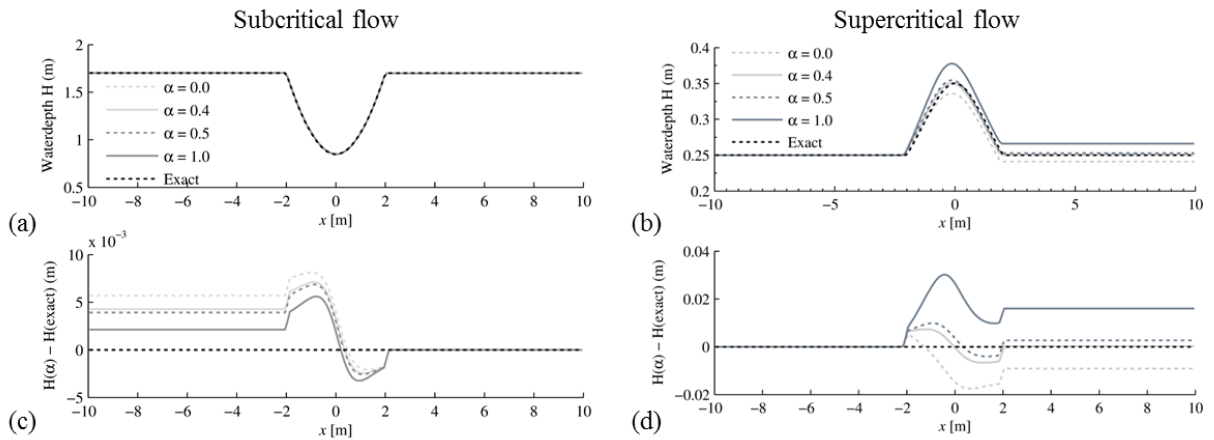 Subcritical flow
Supercritical flow
Waterdepth H (m)
2
1.5
1
0.5
α = 0.0
α = 0.4
α = 0.5
α = 1.0
Exact
−10 −8 −6 −4 −2 0 2 4 6 8 10
x [m]
(a)
Waterdepth H (m)
0.4
0.35
0.3
0.25
0.2
α = 0.0
α = 0.4
α = 0.5
α = 1.0
Exact
−10 −5 0 5 10
x [m]
(b)
x 10⁻³
H(α) − H(exact) (m)
10
5
0
−5
−10 −8 −6 −4 −2 0 2 4 6 8 10
x [m]
(c)
H(α) − H(exact) (m)
0.04
0.02
0
−0.02
−10 −8 −6 −4 −2 0 2 4 6 8 10
x [m]
(d)